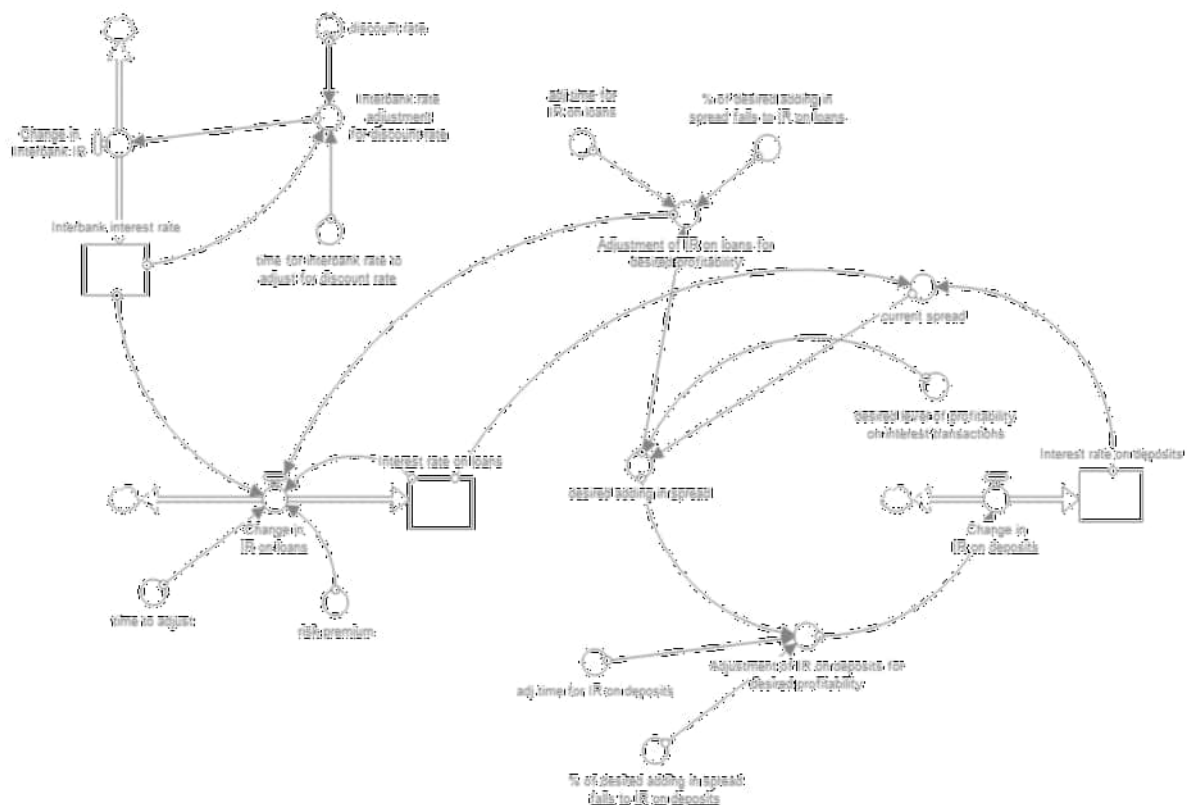 discount rate
Interbank rate
adjustment
for discount rate
Change in
Interbank IR
Interbank interest rate
time for interbank rate to
adjust for discount rate
adj time for
IR on loans
% of desired adding in
spread falls to IR on loans
Adjustment of IR on loans for
desired profitability
current spread
desired level of profitability
on interest transactions
Interest rate on loans
desired adding in spread
Interest rate on deposits
Change in
IR on loans
Change in
IR on deposits
time to adjust
risk premium
Adjustment of IR on deposits for
desired profitability
adj time for IR on deposits
% of desired adding in spread
falls to IR on deposits